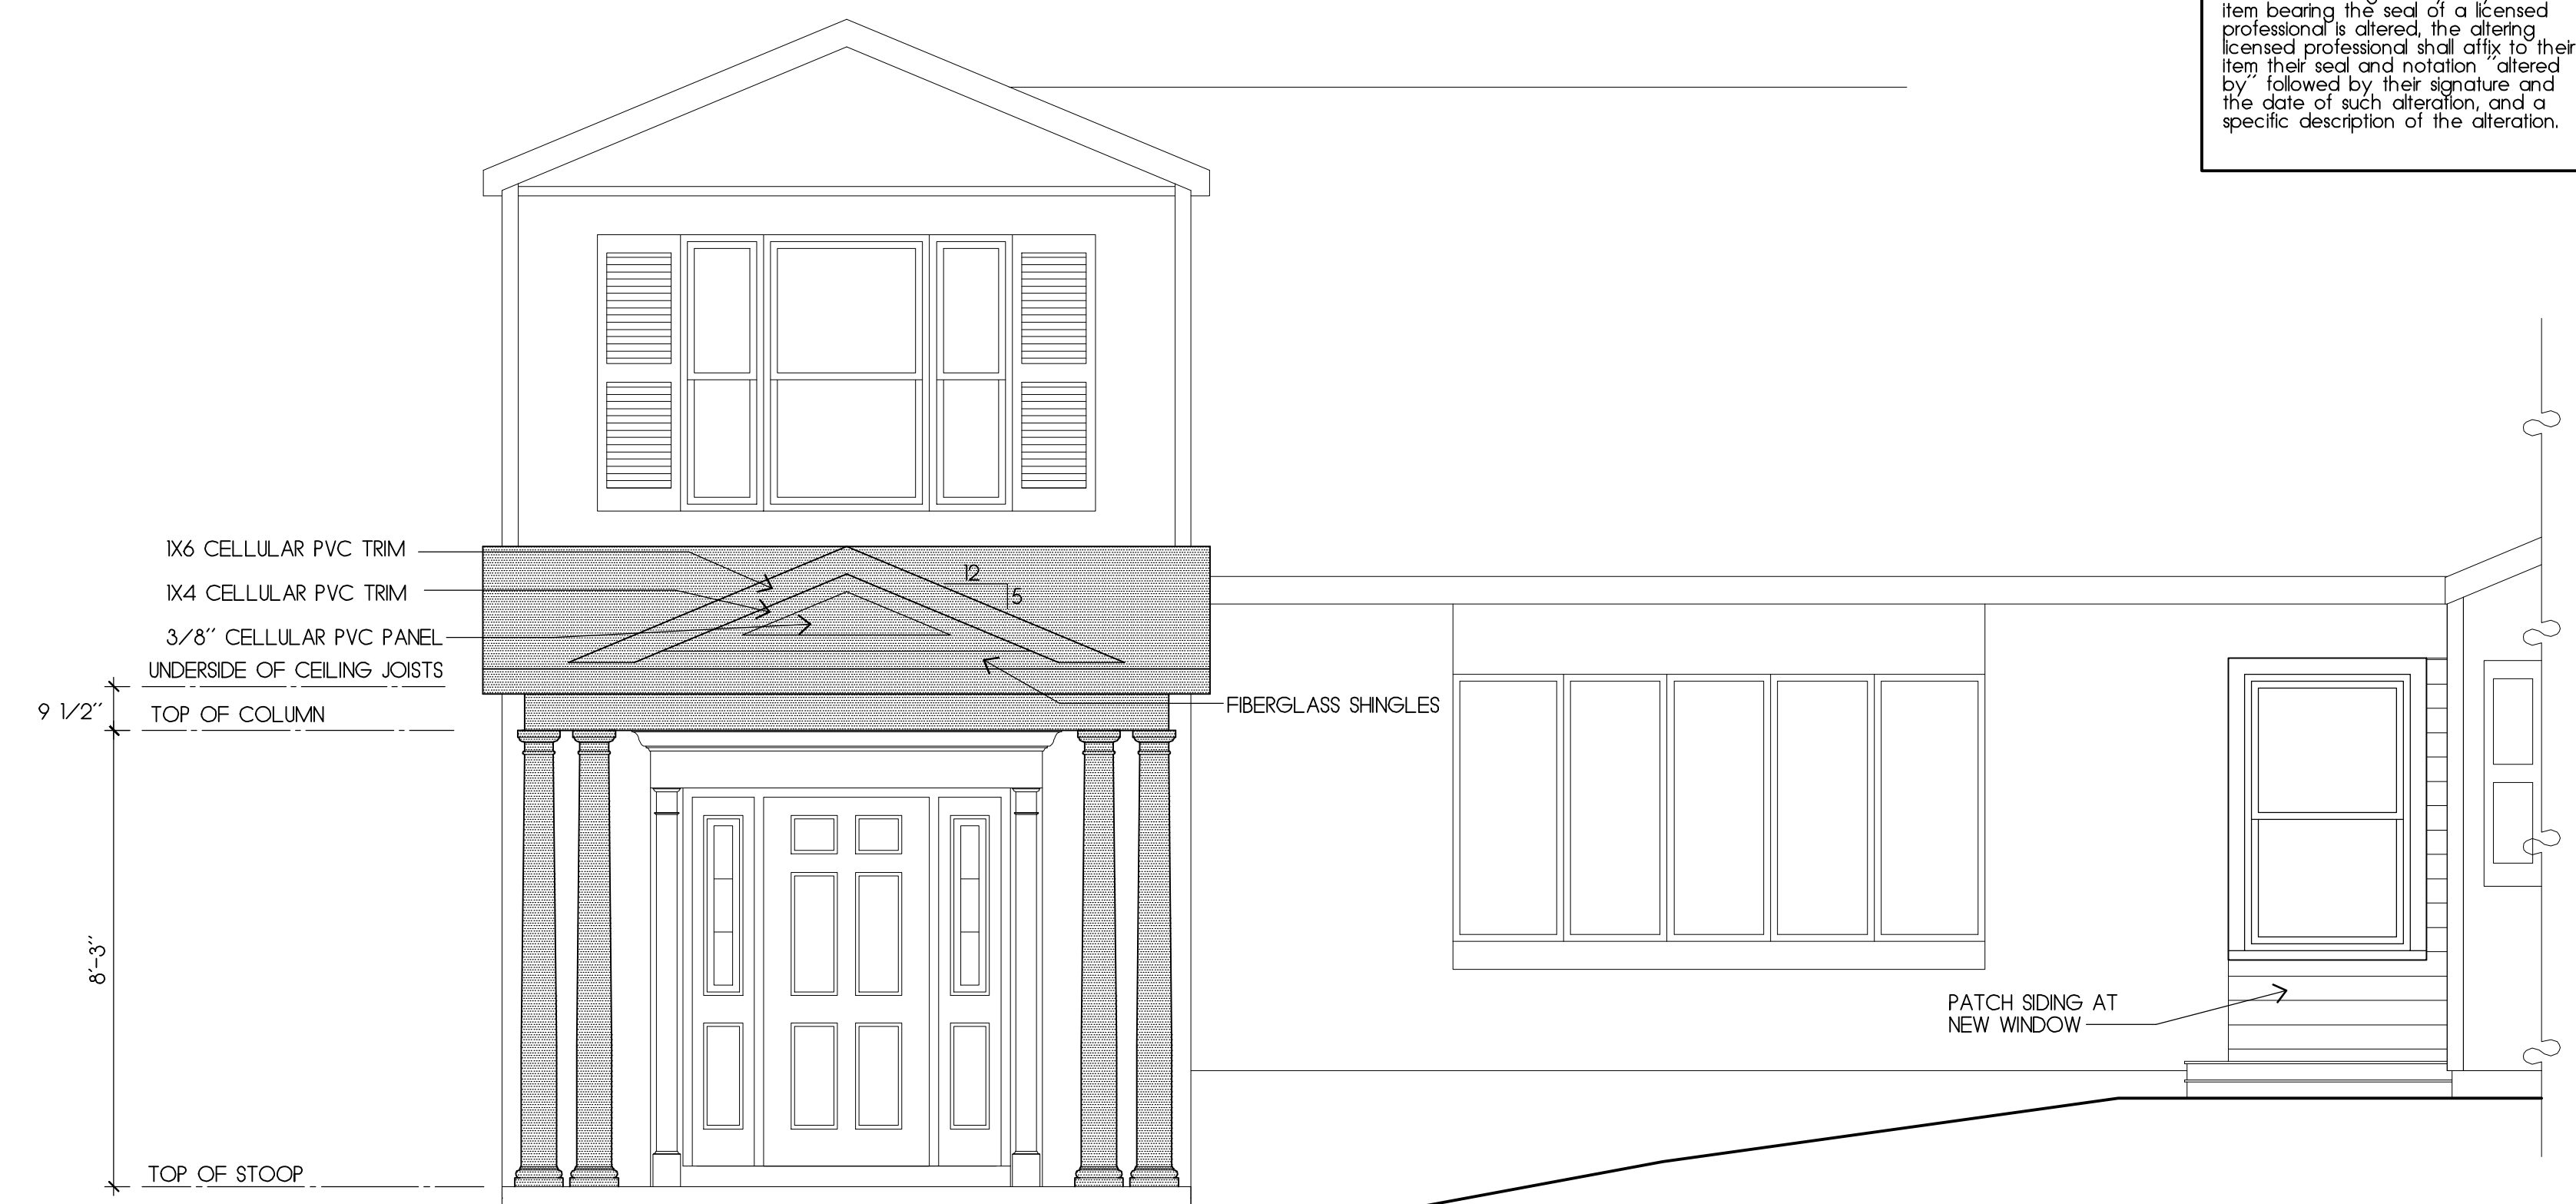 item bearing the seal of a licensed
professional is altered, the altering
licensed professional shall affix to their
item their seal and notation "altered
by" followed by their signature and
the date of such alteration, and a
specific description of the alteration.
1X6 CELLULAR PVC TRIM
12
5
1X4 CELLULAR PVC TRIM
3/8" CELLULAR PVC PANEL
UNDERSIDE OF CEILING JOISTS
9 1/2"
TOP OF COLUMN
FIBERGLASS SHINGLES
8'-3"
PATCH SIDING AT
NEW WINDOW
TOP OF STOOP